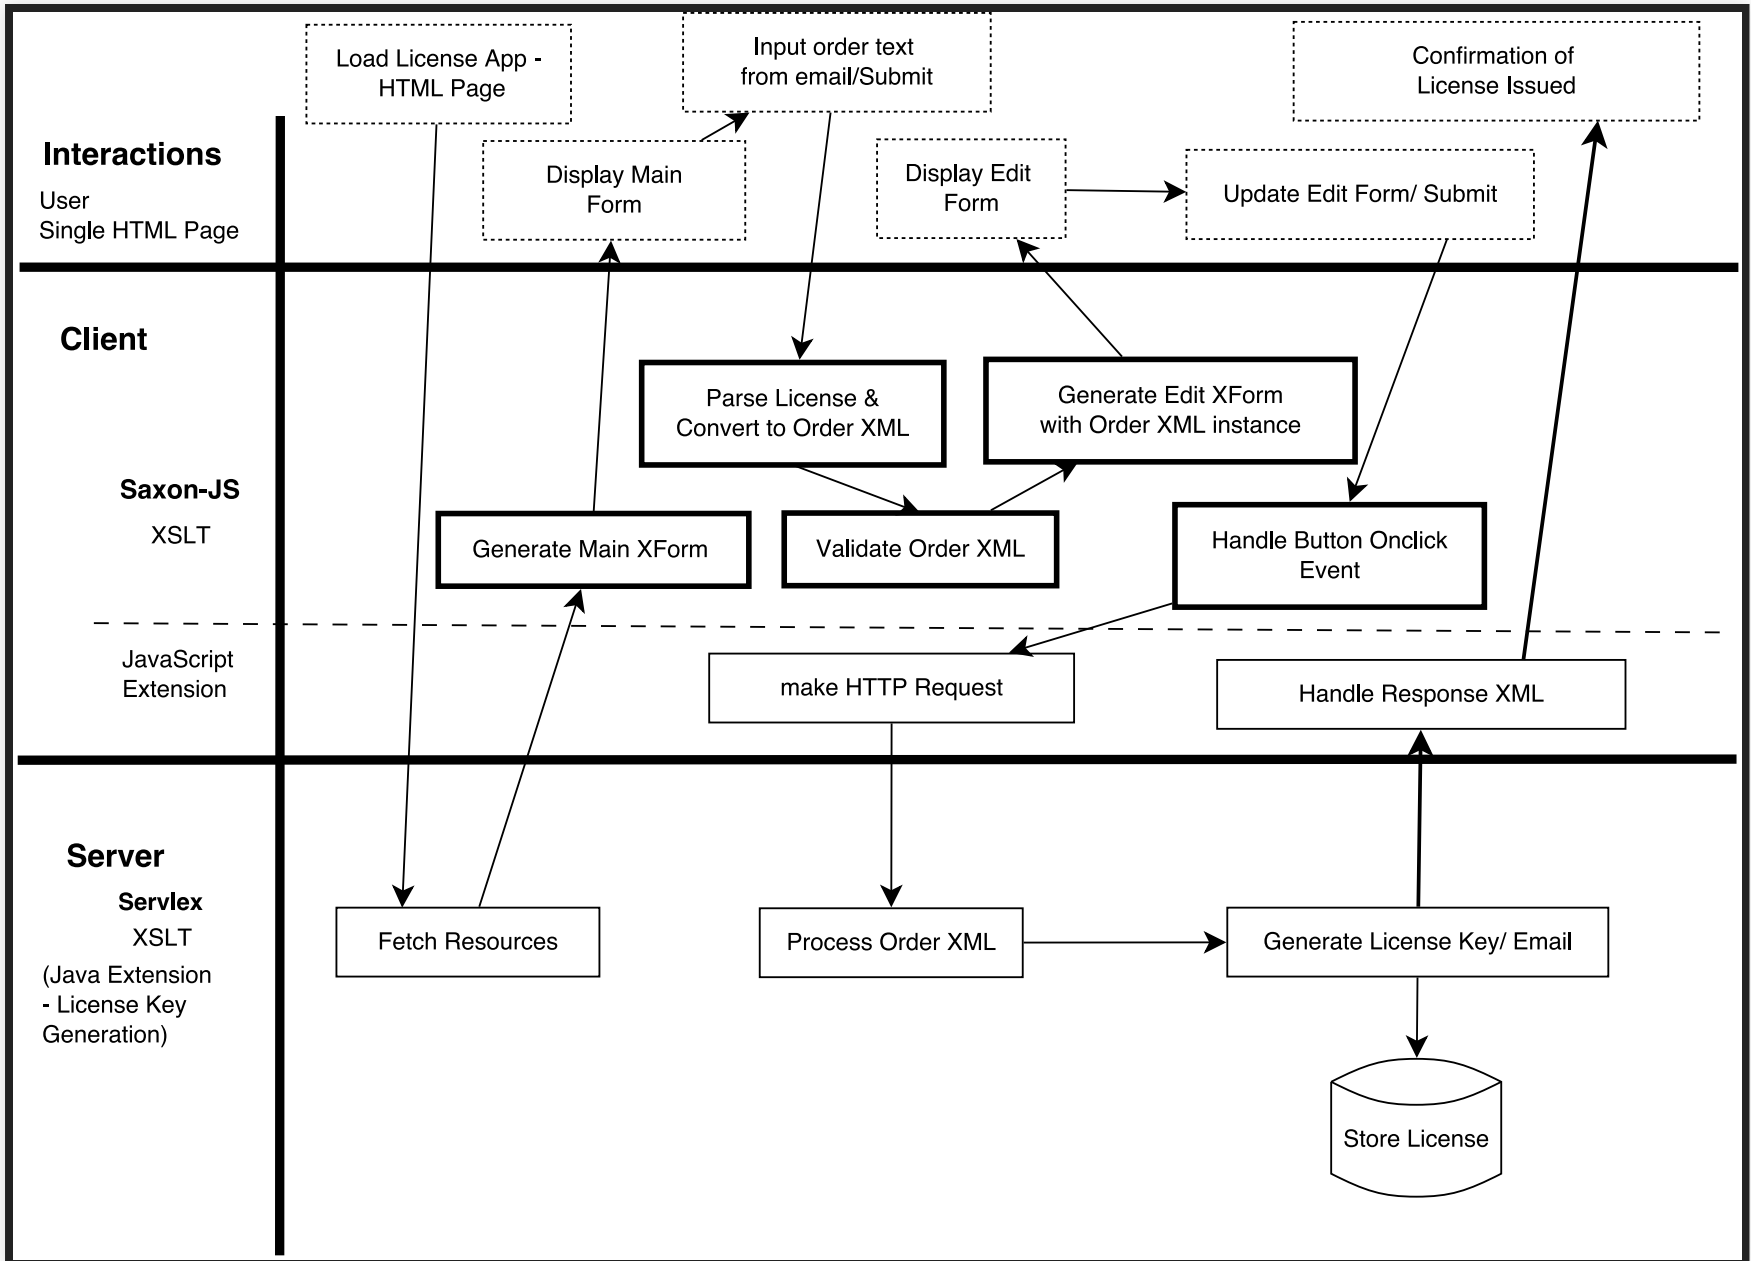 Load License App -
HTML Page
Input order text
from email/Submit
Confirmation of
License Issued
Interactions
User
Single HTML Page
Display Main
Form
Display Edit
Form
Update Edit Form/ Submit
Client
Parse License &
Convert to Order XML
Generate Edit XForm
with Order XML instance
Saxon-JS
XSLT
Generate Main XForm
Validate Order XML
Handle Button Onclick
Event
JavaScript
Extension
make HTTP Request
Handle Response XML
Server
Servlex
XSLT
(Java Extension
- License Key
Generation)
Fetch Resources
Process Order XML
Generate License Key/ Email
Store License